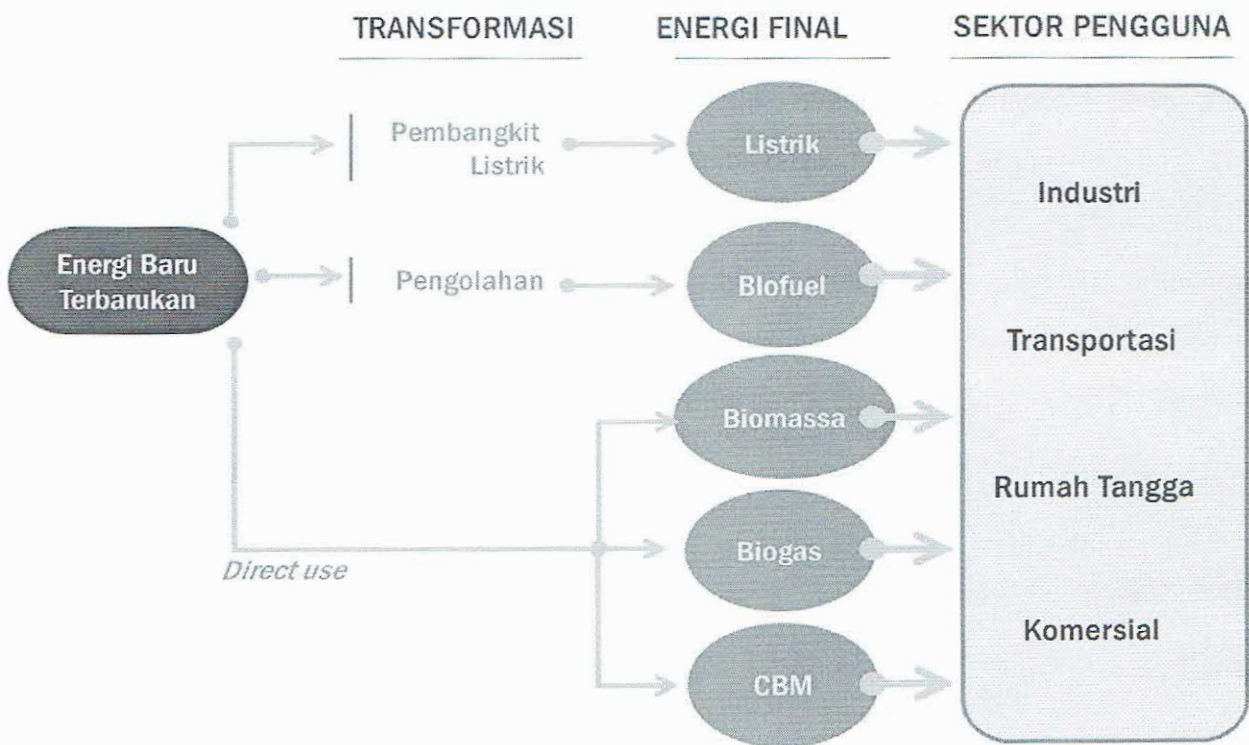 TRANSFORMASI
ENERGI FINAL
SEKTOR PENGGUNA
Energi Baru
Terbarukan
Pembangkit
Listrik
Pengolahan
Direct use
Listrik
BIofuel
Biomassa
Biogas
CBM
Industri
Transportasi
Rumah Tangga
Komersial